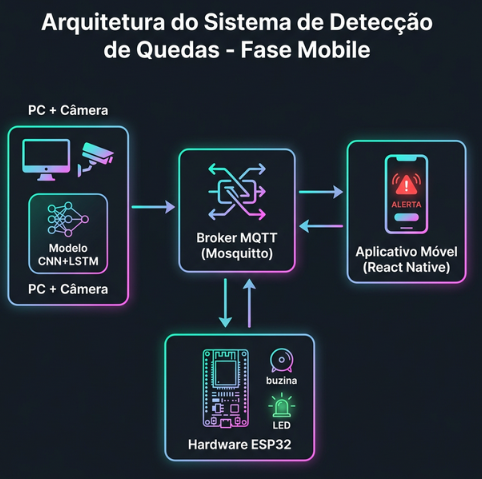 Arquitetura do Sistema de Detecção
de Quedas - Fase Mobile
PC + Câmera
Modelo
CNN+LSTM
PC + Câmera
Broker MQTT
(Mosquitto)
ALERTA
Aplicativo Móvel
(React Native)
buzina
LED
Hardware ESP32